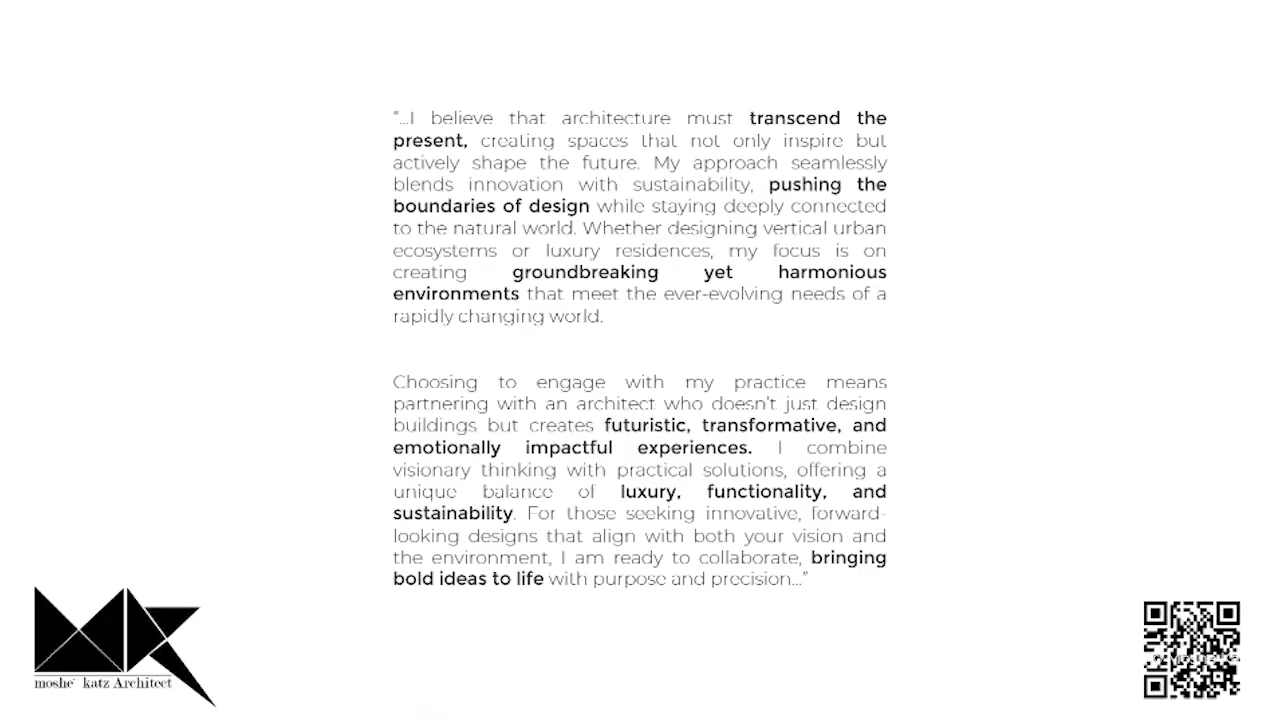 “...I believe that architecture must transcend the
present, creating spaces that not only inspire but
actively shape the future. My approach seamlessly
blends innovation with sustainability, pushing the
boundaries of design while staying deeply connected
to the natural world. Whether designing vertical urban
ecosystems or luxury residences, my focus is on
creating groundbreaking yet harmonious
environments that meet the ever-evolving needs of a
rapidly changing world.
Choosing to engage with my practice means
partnering with an architect who doesn't just design
buildings but creates futuristic, transformative, and
emotionally impactful experiences. I combine
visionary thinking with practical solutions, offering a
unique balance of luxury, functionality, and
sustainability. For those seeking innovative, forward-
looking designs that align with both your vision and
the environment, I am ready to collaborate, bringing
bold ideas to life with purpose and precision...”
moshe' katz Architect